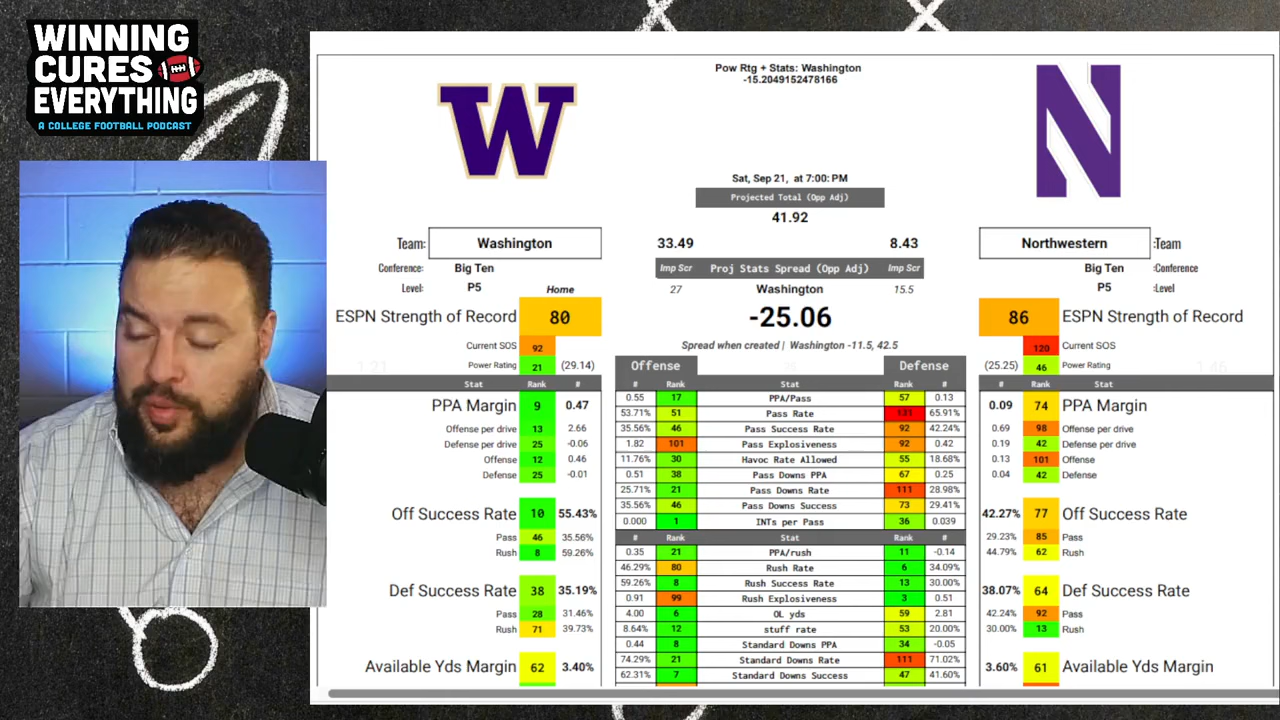 WINNING
CURES
EVERYTHING
A COLLEGE FOOTBALL PODCAST
Pow Rtg + Stats: Washington
-15.2049152478166
W
N
Sat, Sep 21, at 7:00: PM
Projected Total (Opp Adj)
41.92
Team: Washington 33.49 8.43 Northwestern :Team
Conference: Big Ten Imp Scr Proj Stats Spread (Opp Adj) Imp Scr Big Ten :Conference
Level: P5 Home 27 Washington 15.5 P5 :Level
ESPN Strength of Record 80 -25.06 86 ESPN Strength of Record
Current SOS 92 Spread when created | Washington -11.5, 42.5 120 Current SOS
Power Rating 21 (29.14) Offense Defense (25.25) 46 Power Rating
Stat Rank # # Rank Stat Rank # # Rank Stat
PPA Margin 9 0.47 0.09 74 PPA Margin
Offense per drive 13 2.66 0.69 98 Offense per drive
Defense per drive 25 -0.06 0.19 42 Defense per drive
Offense 12 0.46 0.13 101 Offense
Defense 25 -0.01 0.04 42 Defense
Off Success Rate 10 55.43% 42.27% 77 Off Success Rate
Pass 46 35.56% 29.23% 85 Pass
Rush 8 59.26% 44.79% 62 Rush
Def Success Rate 38 35.19% 38.07% 64 Def Success Rate
Pass 28 31.46% 42.24% 92 Pass
Rush 71 39.73% 30.00% 13 Rush
Available Yds Margin 62 3.40% 3.60% 61 Available Yds Margin
0.55 17 PPA/Pass 57 0.13
53.71% 51 Pass Rate 131 65.91%
35.56% 46 Pass Success Rate 92 42.24%
1.82 101 Pass Explosiveness 92 0.42
11.76% 30 Havoc Rate Allowed 55 18.68%
0.51 38 Pass Downs PPA 67 0.25
25.71% 21 Pass Downs Rate 111 28.98%
35.56% 46 Pass Downs Success 73 29.41%
0.000 1 INTs per Pass 36 0.039
# Rank Stat Rank #
0.35 21 PPA/rush 11 -0.14
46.29% 80 Rush Rate 6 34.09%
59.26% 8 Rush Success Rate 13 30.00%
0.91 99 Rush Explosiveness 3 0.51
4.00 6 OL yds 59 2.81
8.64% 12 stuff rate 53 20.00%
0.44 8 Standard Downs PPA 34 -0.05
74.29% 21 Standard Downs Rate 111 71.02%
62.31% 7 Standard Downs Success 47 41.60%